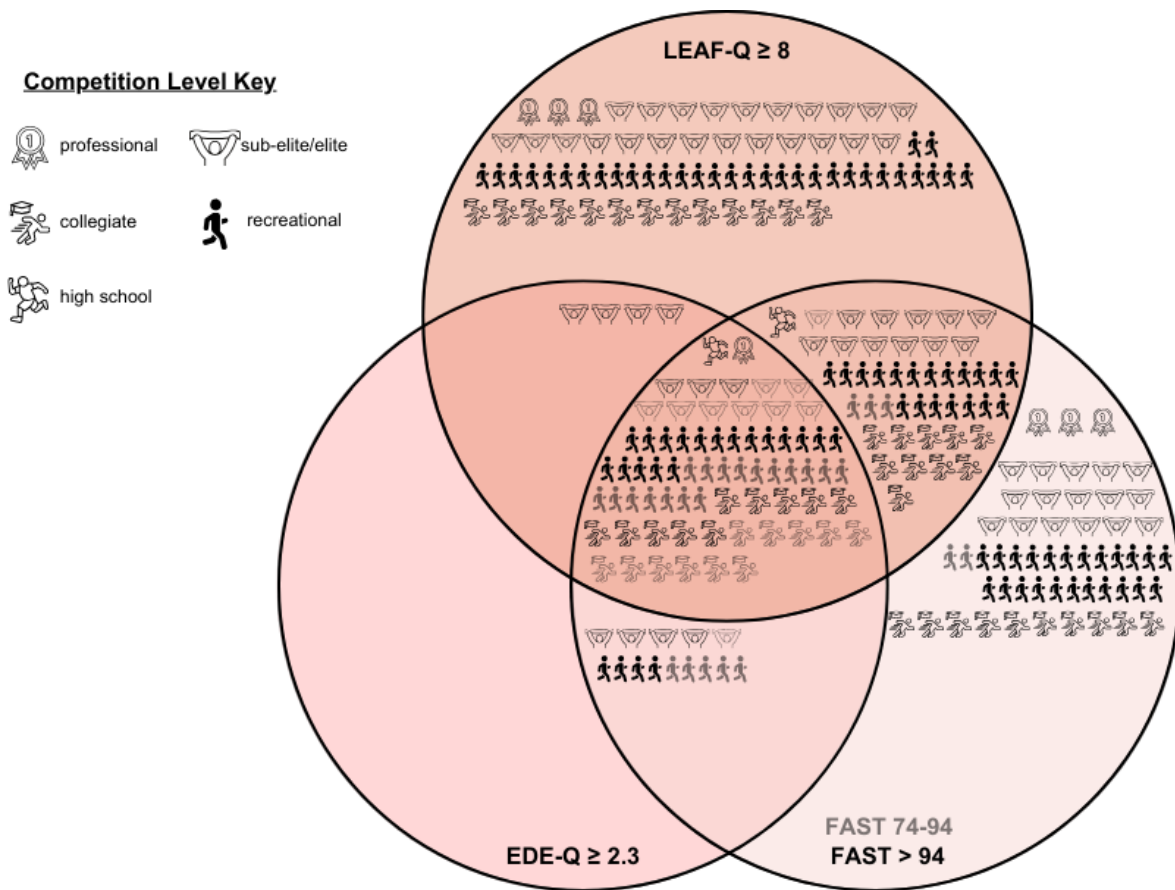 LEAF-Q ≥ 8
Competition Level Key
professional
sub-elite/elite
collegiate
recreational
high school
FAST 74-94
EDE-Q ≥ 2.3
FAST > 94